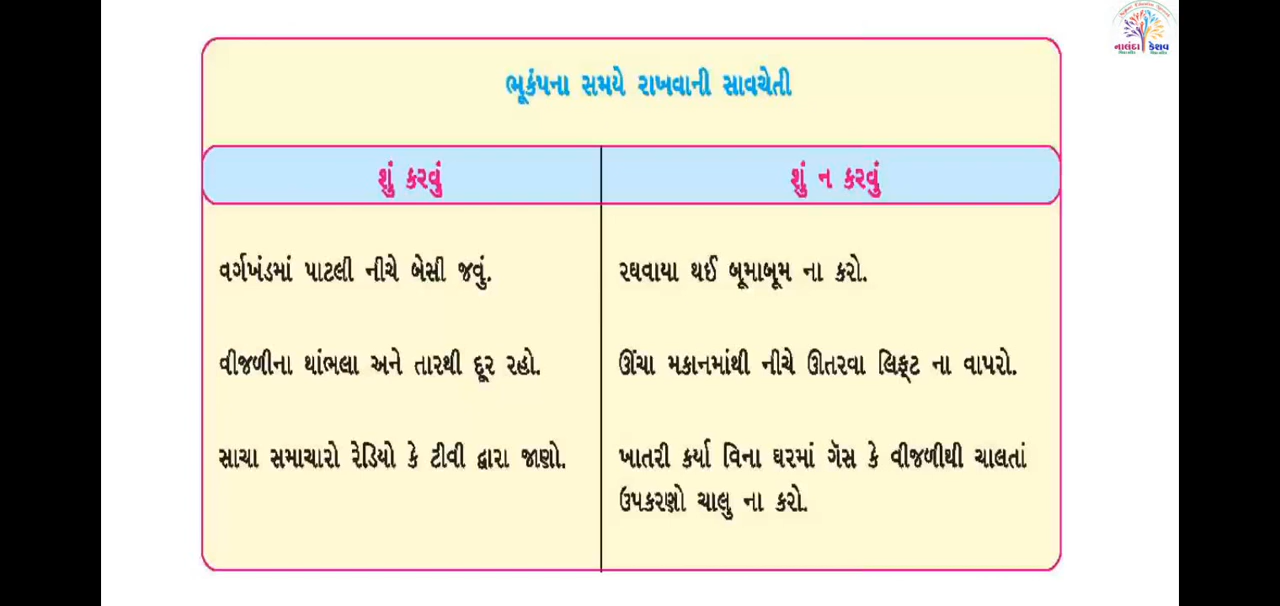 નાલંદા કેશવ
ભૂકંપના સમયે રાખવાની સાવચેતી
શું કરવું
શું ન કરવું
વર્ગખંડમાં પાટલી નીચે બેસી જવું.
રઘવાયા થઈ બૂમાબૂમ ના કરો.
વીજળીના થાંભલા અને તારથી દૂર રહો.
ઊંચા મકાનમાંથી નીચે ઊતરવા લિફ્ટ ના વાપરો.
સાચા સમાચારો રેડિયો કે ટીવી દ્વારા જાણો.
ખાતરી કર્યા વિના ઘરમાં ગૅસ કે વીજળીથી ચાલતાં
ઉપકરણો ચાલુ ના કરો.